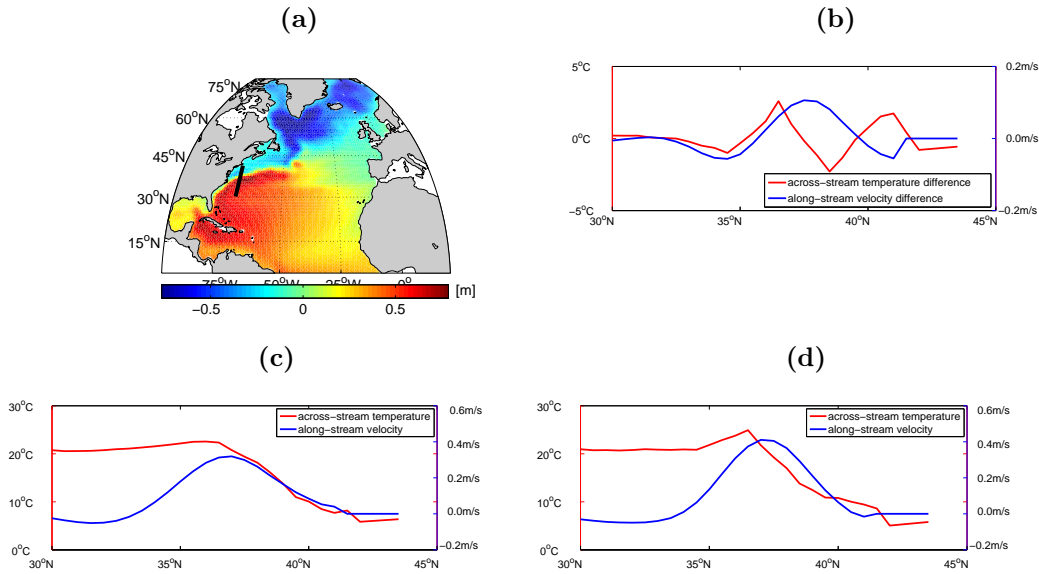 (a)
75°N
60°N
45°N
30°N
15°N
75°W 50°W 25°W 0°
[m]
−0.5 0 0.5
(b)
5°C 0.2m/s
0°C 0.0m/s
across−stream temperature difference
along−stream velocity difference
−5°C −0.2m/s
30°N 35°N 40°N 45°N
(c)
30°C 0.6m/s
across−stream temperature
along−stream velocity
0.4m/s
20°C
0.2m/s
10°C
0.0m/s
0°C −0.2m/s
30°N 35°N 40°N 45°N
(d)
30°C 0.6m/s
across−stream temperature
along−stream velocity
0.4m/s
20°C
0.2m/s
10°C
0.0m/s
0°C −0.2m/s
30°N 35°N 40°N 45°N